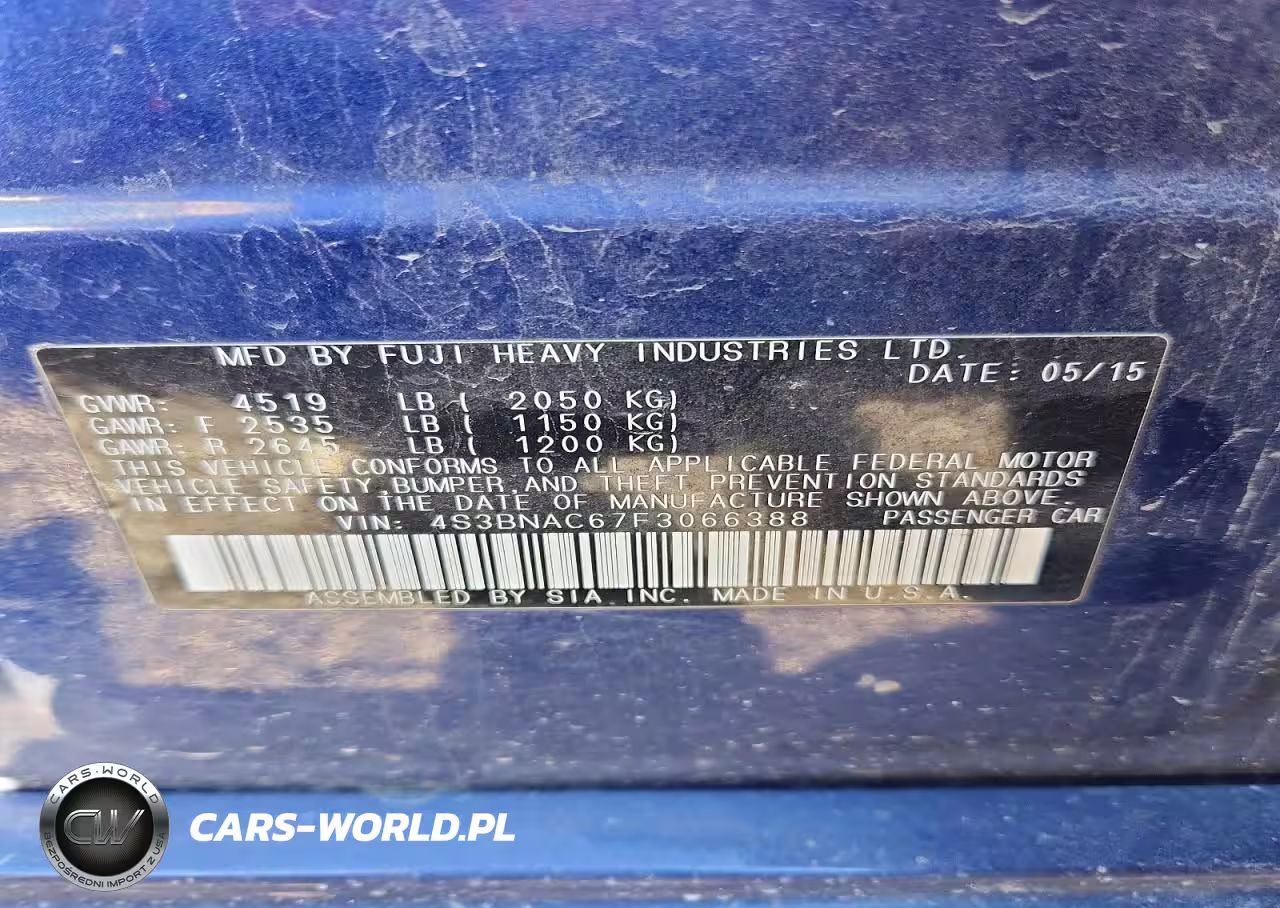 MFD BY FUJI HEAVY INDUSTRIES LTD.
DATE: 05/15
GVWR: 4519 LB ( 2050 KG)
GAWR: F 2535 LB ( 1150 KG)
GAWR: R 2645 LB ( 1200 KG)
THIS VEHICLE CONFORMS TO ALL APPLICABLE FEDERAL MOTOR
VEHICLE SAFETY, BUMPER, AND THEFT PREVENTION STANDARDS
IN EFFECT ON THE DATE OF MANUFACTURE SHOWN ABOVE.
VIN: 4S3BNAC67F3066388 PASSENGER CAR
ASSEMBLED BY SIA, INC. MADE IN U.S.A.
CARS-WORLD
CW
BEZPOŚREDNI IMPORT Z USA
CARS-WORLD.PL